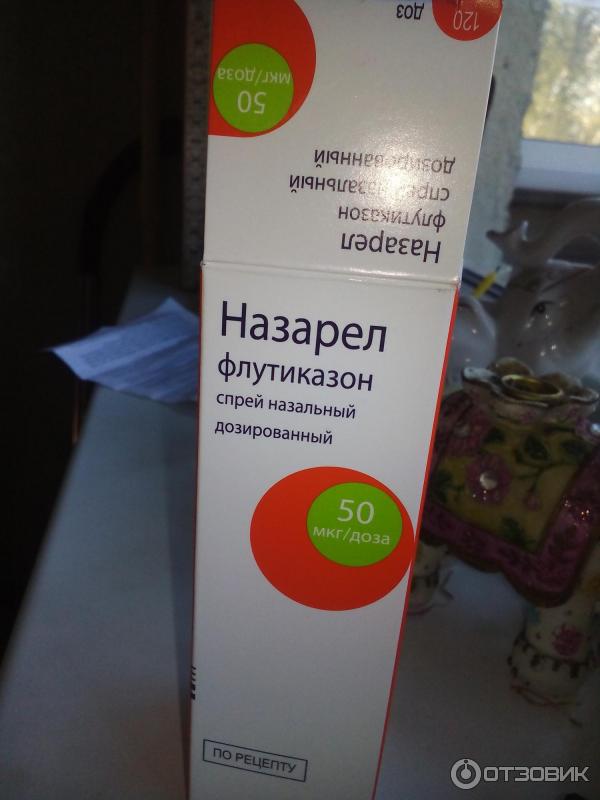 120
доз
50
мкг/доза
Назарел
флутиказон
спрей назальный
дозированный
Назарел
флутиказон
спрей назальный
дозированный
50
мкг/доза
ПО РЕЦЕПТУ
ОТЗОВИК